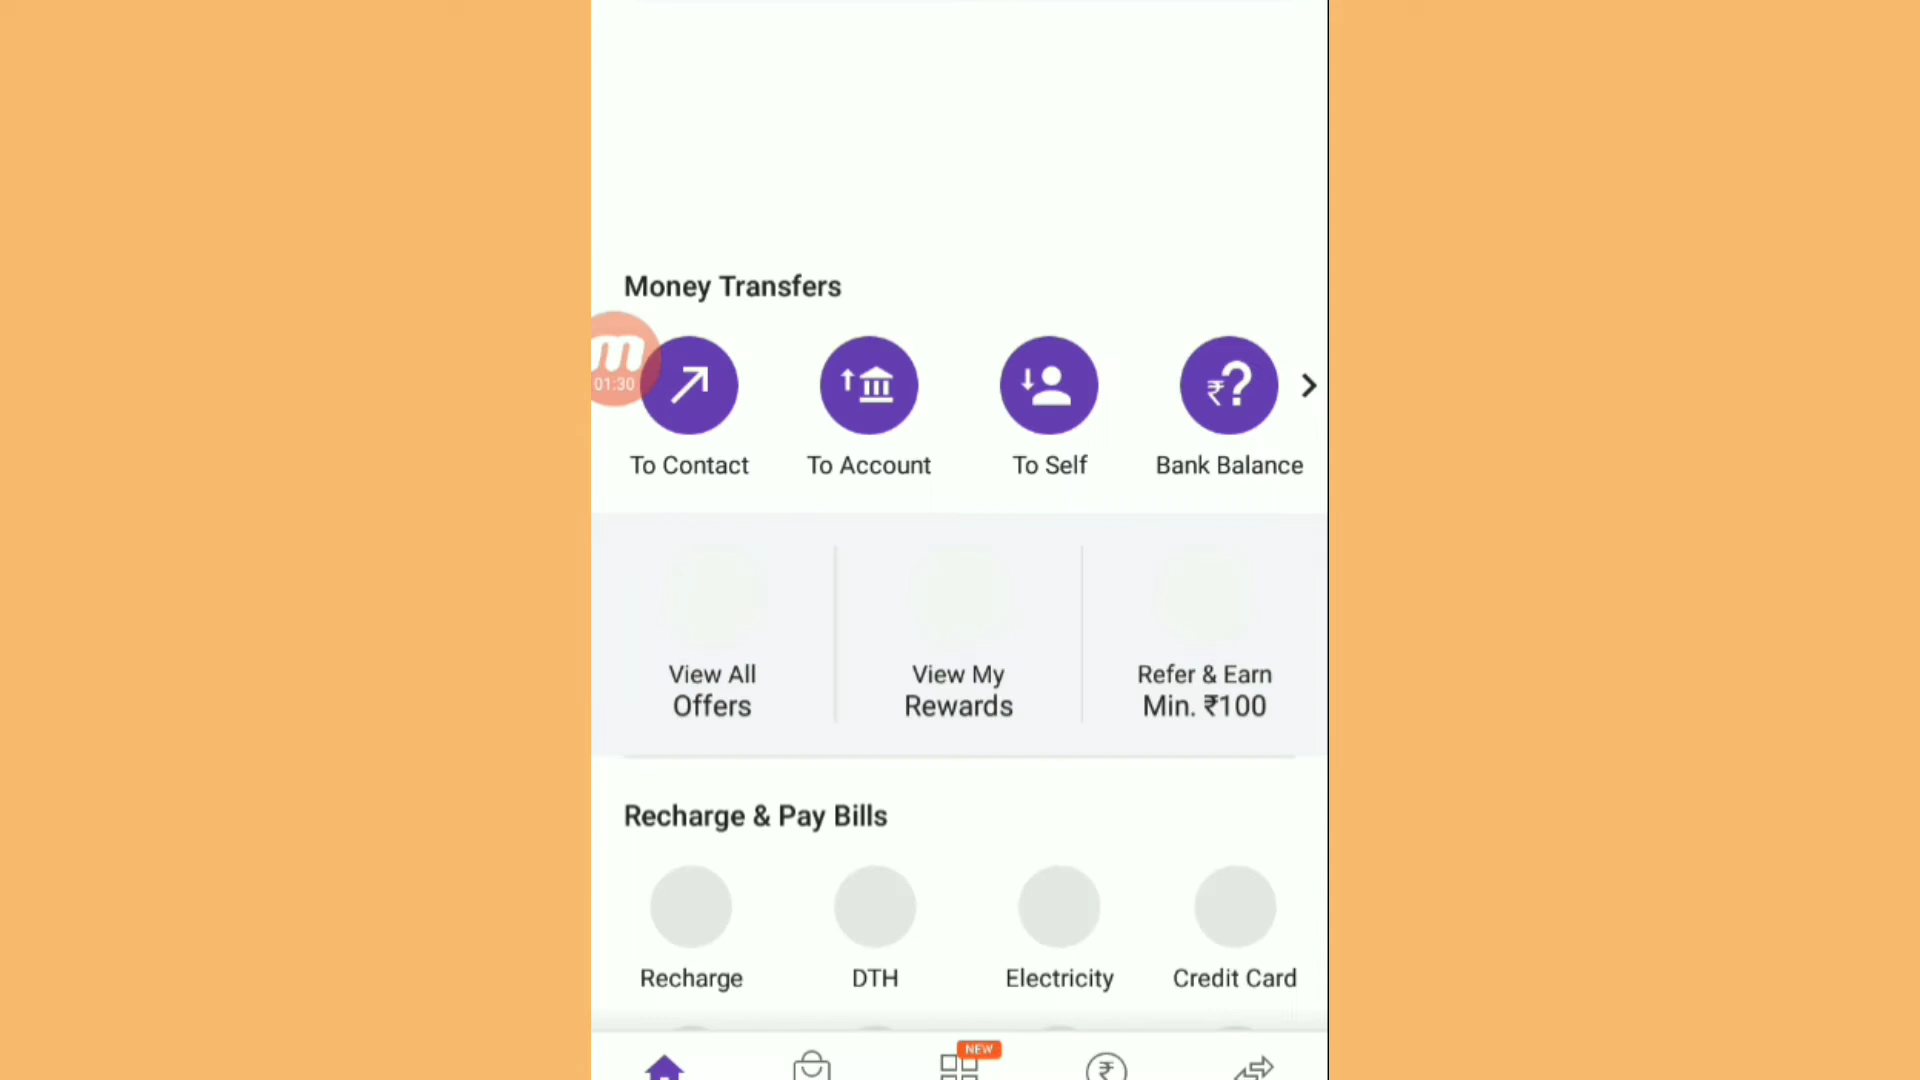 Money Transfers
m
01:30
To Contact
To Account
To Self
₹?
Bank Balance
View All
Offers
View My
Rewards
Refer & Earn
Min. ₹100
Recharge & Pay Bills
Recharge
DTH
Electricity
Credit Card
NEW
₹